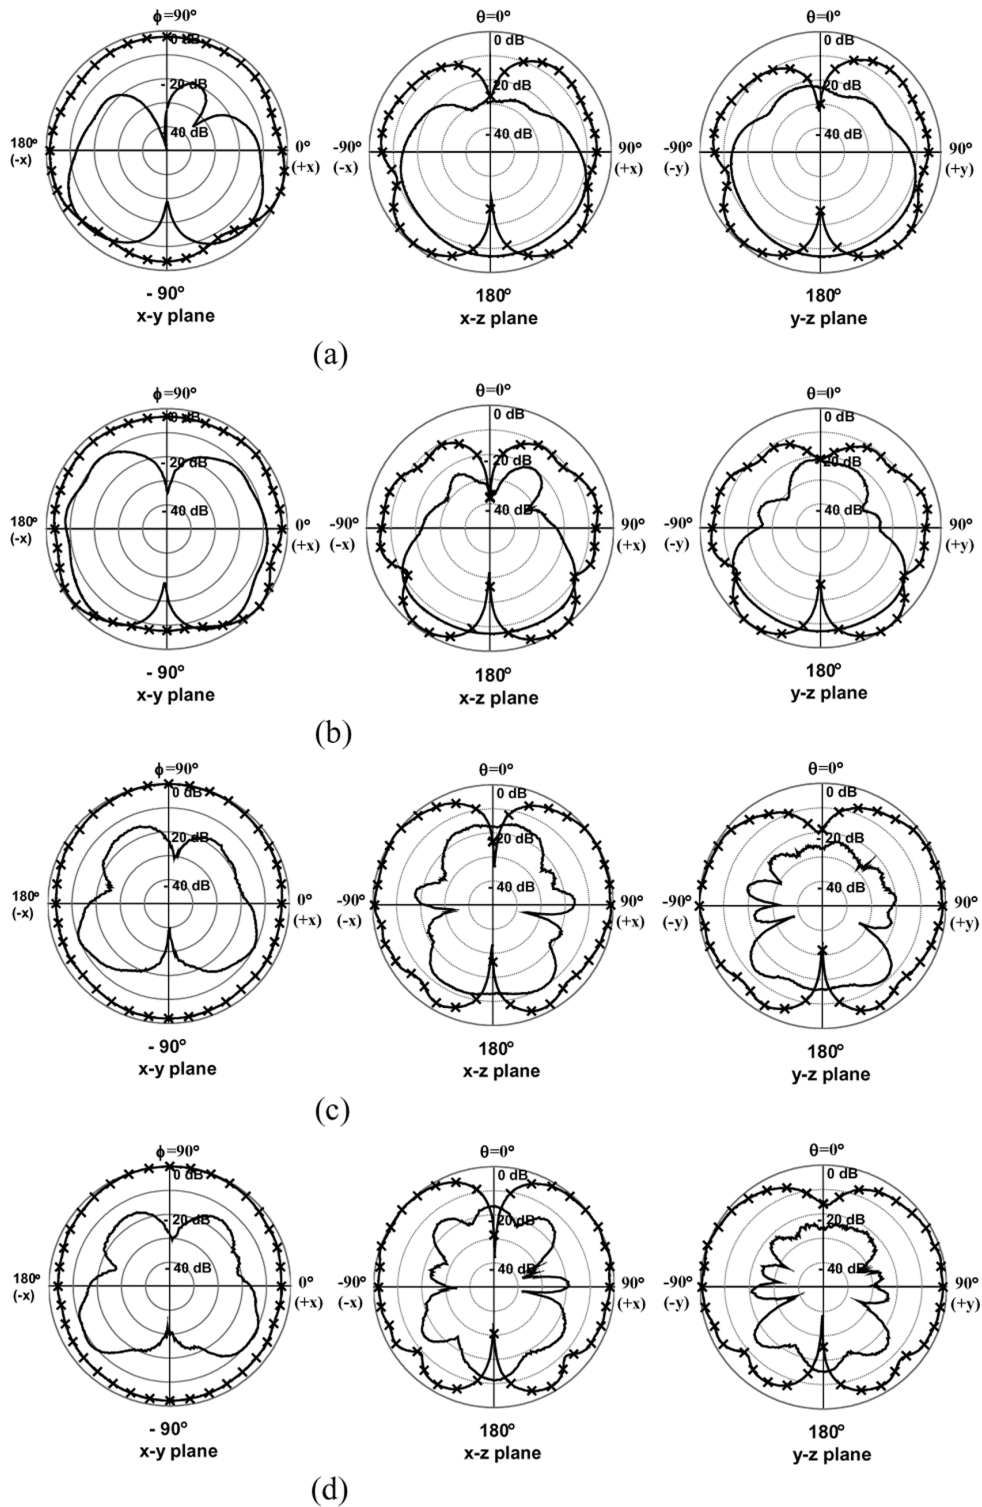 ϕ=90° θ=0° θ=0°
0 dB 0 dB 0 dB
- 20 dB 20 dB 20 dB
40 dB - 40 dB - 40 dB
180° 0° -90° 90° -90° 90°
(-x) (+x) (-x) (+x) (-y) (+y)
- 90° 180° 180°
x-y plane x-z plane y-z plane
(a)
ϕ=90° θ=0° θ=0°
0 dB 0 dB 0 dB
- 20 dB 20 dB 20 dB
- 40 dB - 40 dB - 40 dB
180° 0° -90° 90° -90° 90°
(-x) (+x) (-x) (+x) (-y) (+y)
- 90° 180° 180°
x-y plane x-z plane y-z plane
(b)
ϕ=90° θ=0° θ=0°
0 dB 0 dB 0 dB
20 dB 20 dB - 20 dB
- 40 dB - 40 dB - 40 dB
180° 0° -90° 90° -90° 90°
(-x) (+x) (-x) (+x) (-y) (+y)
- 90° 180° 180°
x-y plane x-z plane y-z plane
(c)
ϕ=90° θ=0° θ=0°
0 dB 0 dB 0 dB
- 20 dB - 20 dB - 20 dB
- 40 dB - 40 dB - 40 dB
180° 0° -90° 90° -90° 90°
(-x) (+x) (-x) (+x) (-y) (+y)
- 90° 180° 180°
x-y plane x-z plane y-z plane
(d)